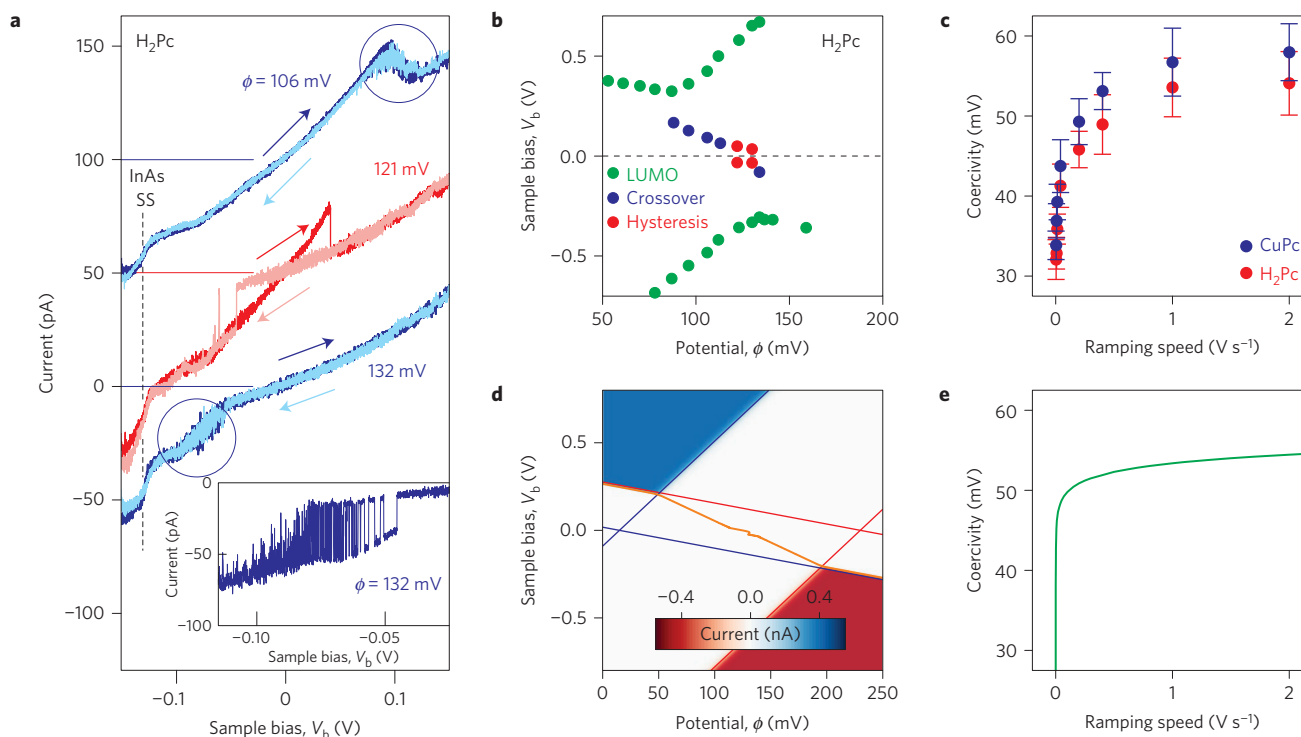 a
H₂Pc
150
100
50
0
−50
−100
Current (pA)
ϕ = 106 mV
InAs
SS
121 mV
132 mV
0
−50
−100
Current (pA)
ϕ = 132 mV
−0.10
−0.05
Sample bias, V_b (V)
−0.1
0
0.1
Sample bias, V_b (V)
b
H₂Pc
0.5
0.0
−0.5
Sample bias, V_b (V)
LUMO
Crossover
Hysteresis
50
100
150
200
Potential, ϕ (mV)
c
60
50
40
30
Coercivity (mV)
CuPc
H₂Pc
0
1
2
Ramping speed (V s⁻¹)
d
0.5
0.0
−0.5
Sample bias, V_b (V)
−0.4
0.0
0.4
Current (nA)
0
50
100
150
200
250
Potential, ϕ (mV)
e
60
50
40
30
Coercivity (mV)
0
1
2
Ramping speed (V s⁻¹)